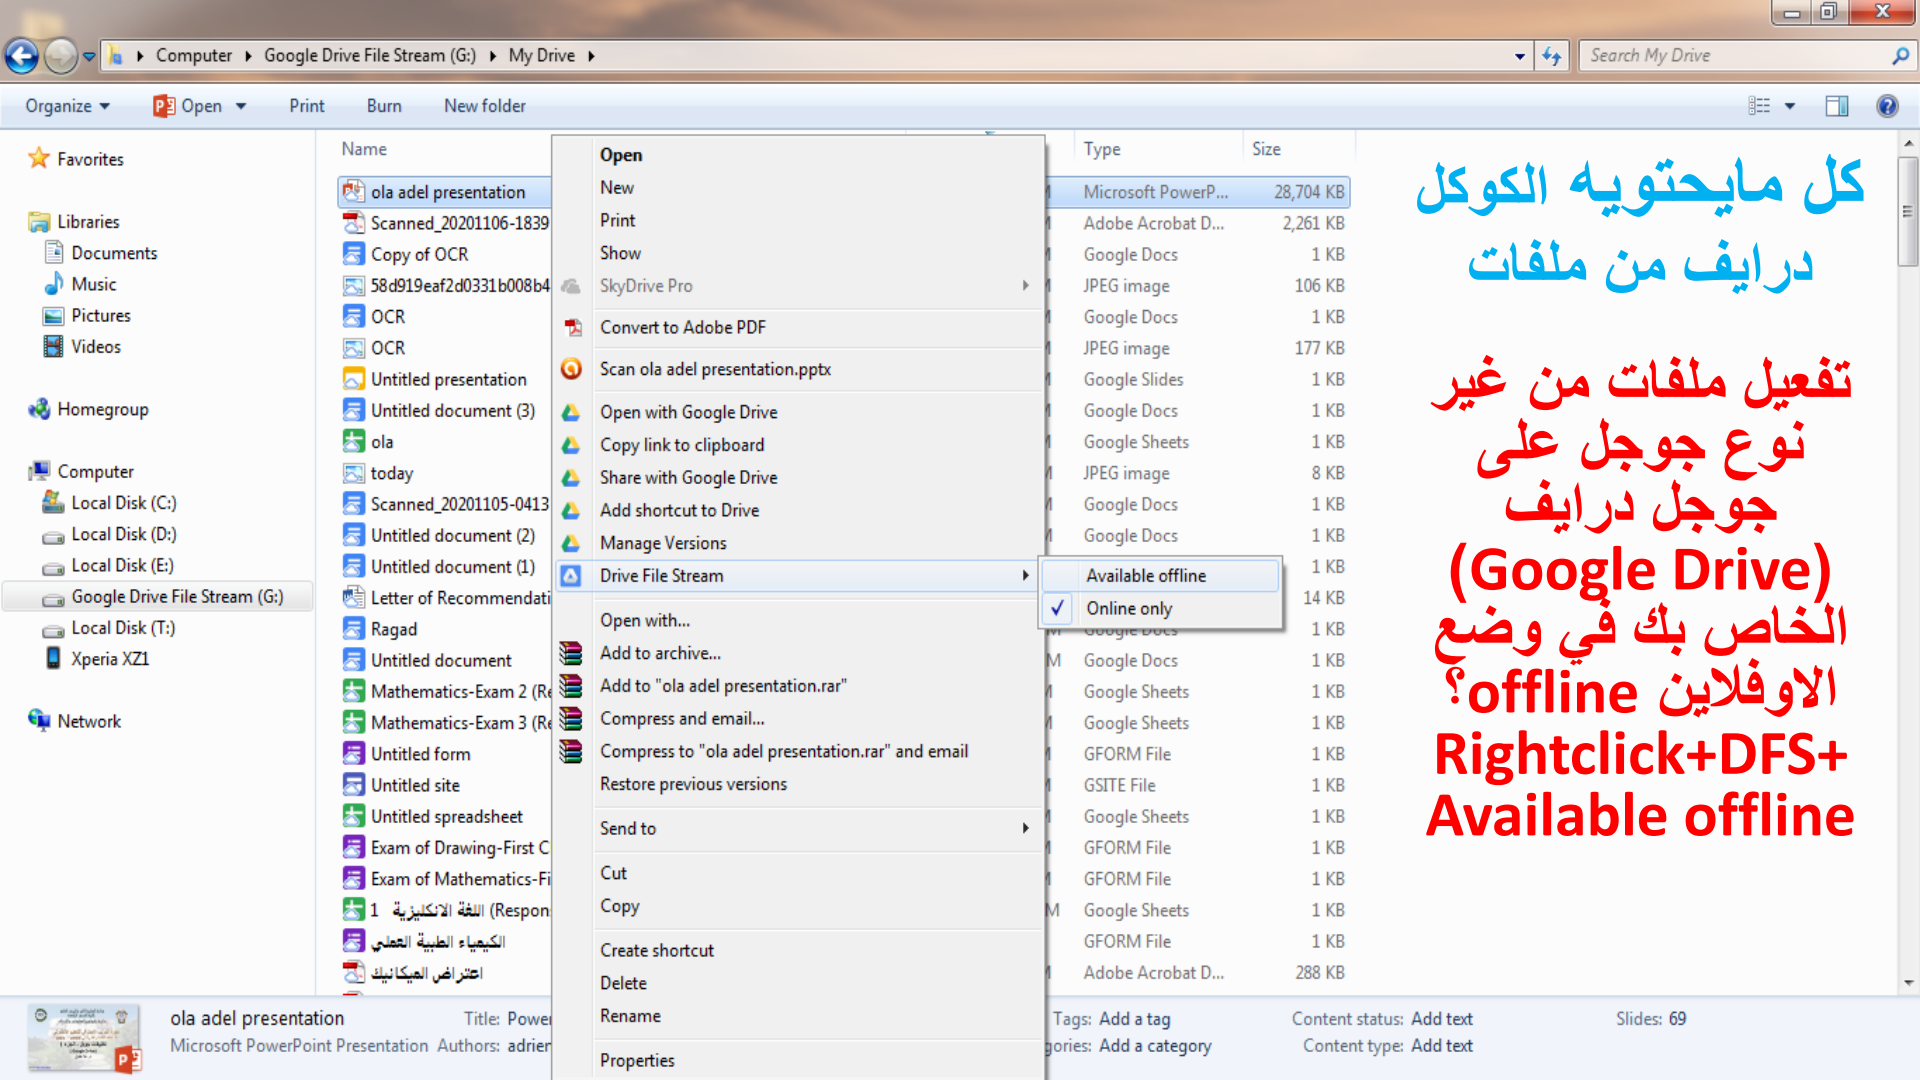 Computer Google Drive File Stream (G:) My Drive
Search My Drive
Organize Open Print Burn New folder
Favorites
Libraries
Documents
Music
Pictures
Videos
Homegroup
Computer
Local Disk (C:)
Local Disk (D:)
Local Disk (E:)
Google Drive File Stream (G:)
Local Disk (T:)
Xperia XZ1
Network
Name Type Size
ola adel presentation Microsoft PowerP... 28,704 KB
Scanned_20201106-1839 Adobe Acrobat D... 2,261 KB
Copy of OCR Google Docs 1 KB
58d919eaf2d0331b008b4 JPEG image 106 KB
OCR Google Docs 1 KB
OCR JPEG image 177 KB
Untitled presentation Google Slides 1 KB
Untitled document (3) Google Docs 1 KB
ola Google Sheets 1 KB
today JPEG image 8 KB
Scanned_20201105-0413 Google Docs 1 KB
Untitled document (2) Google Docs 1 KB
Untitled document (1) 1 KB
Letter of Recommendati 14 KB
Ragad Google Docs 1 KB
Untitled document Google Docs 1 KB
Mathematics-Exam 2 (Re Google Sheets 1 KB
Mathematics-Exam 3 (Re Google Sheets 1 KB
Untitled form GFORM File 1 KB
Untitled site GSITE File 1 KB
Untitled spreadsheet Google Sheets 1 KB
Exam of Drawing-First C GFORM File 1 KB
Exam of Mathematics-Fi GFORM File 1 KB
اللغة الانكليزية 1 (Respon Google Sheets 1 KB
الكيمياء الطبية العملي GFORM File 1 KB
اعتراض الميكانيك Adobe Acrobat D... 288 KB
Open
New
Print
Show
SkyDrive Pro
Convert to Adobe PDF
Scan ola adel presentation.pptx
Open with Google Drive
Copy link to clipboard
Share with Google Drive
Add shortcut to Drive
Manage Versions
Drive File Stream
Available offline
Online only
Open with...
Add to archive...
Add to "ola adel presentation.rar"
Compress and email...
Compress to "ola adel presentation.rar" and email
Restore previous versions
Send to
Cut
Copy
Create shortcut
Delete
Rename
Properties
كل مايحتويه الكوكل
درايف من ملفات
تفعيل ملفات من غير
نوع جوجل على
جوجل درايف
(Google Drive)
الخاص بك في وضع
الاوفلاين offline؟
Rightclick+DFS+
Available offline
ola adel presentation Title: Power Tags: Add a tag Content status: Add text Slides: 69
Microsoft PowerPoint Presentation Authors: adrien gories: Add a category Content type: Add text